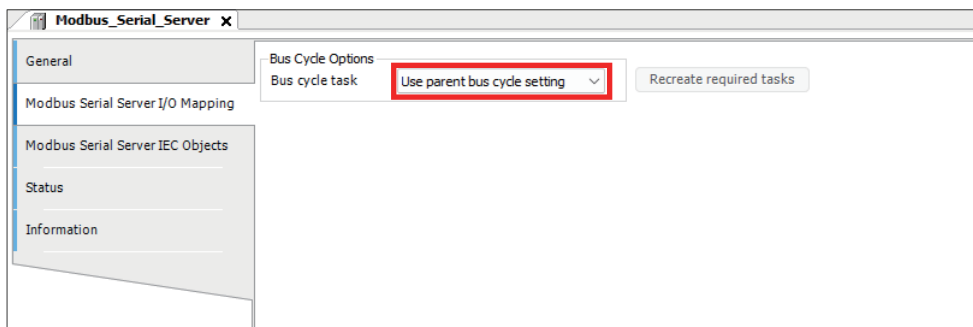 Modbus_Serial_Server X
General
Modbus Serial Server I/O Mapping
Modbus Serial Server IEC Objects
Status
Information
Bus Cycle Options
Bus cycle task Use parent bus cycle setting Recreate required tasks